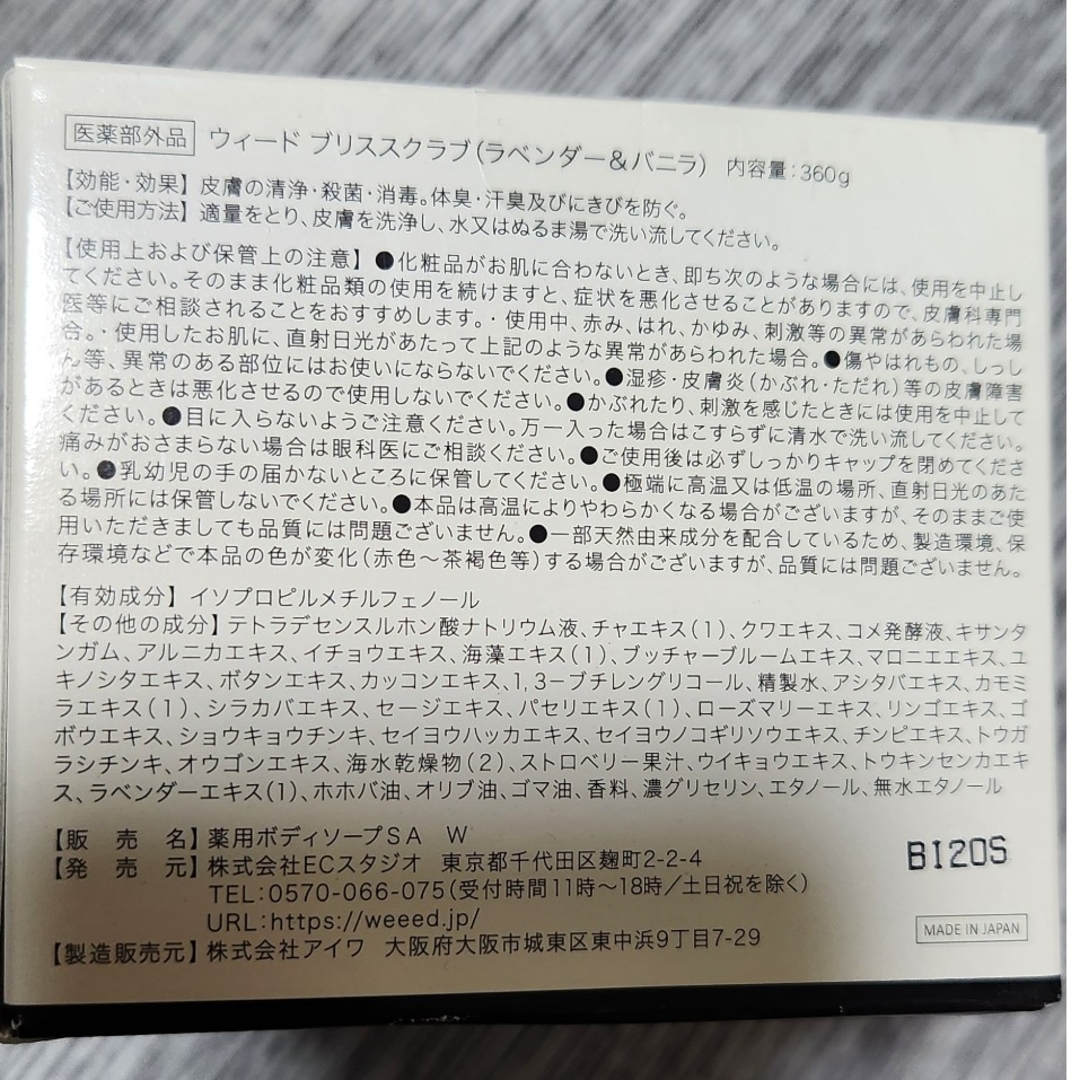 医薬部外品 ウィード ブリススクラブ(ラベンダー&バニラ) 内容量:360g
【効能・効果】皮膚の清浄・殺菌・消毒。体臭・汗臭及びにきびを防ぐ。
【ご使用方法】適量をとり、皮膚を洗浄し、水又はぬるま湯で洗い流してください。
【使用上および保管上の注意】●化粧品がお肌に合わないとき、即ち次のような場合には、使用を中止し
てください。そのまま化粧品類の使用を続けますと、症状を悪化させることがありますので、皮膚科専門
医等にご相談されることをおすすめします。・使用中、赤み、はれ、かゆみ、刺激等の異常があらわれた場
合。・使用したお肌に、直射日光があたって上記のような異常があらわれた場合。●傷やはれもの、しっし
ん等、異常のある部位にはお使いにならないでください。●湿疹・皮膚炎(かぶれ・ただれ)等の皮膚障害
があるときは悪化させるので使用しないでください。●かぶれたり、刺激を感じたときには使用を中止して
ください。●目に入らないようご注意ください。万一入った場合はこすらずに清水で洗い流してください。
痛みがおさまらない場合は眼科医にご相談ください。●ご使用後は必ずしっかりキャップを閉めてくださ
い。●乳幼児の手の届かないところに保管してください。●極端に高温又は低温の場所、直射日光のあた
る場所には保管しないでください。●本品は高温によりやわらかくなる場合がございますが、そのままご使
用いただきましても品質には問題ございません。●一部天然由来成分を配合しているため、製造環境、保
存環境などで本品の色が変化(赤色〜茶褐色等)する場合がございますが、品質には問題ございません。
【有効成分】イソプロピルメチルフェノール
【その他の成分】テトラデセンスルホン酸ナトリウム液、チャエキス(1)、クワエキス、コメ発酵液、キサンタ
ンガム、アルニカエキス、イチョウエキス、海藻エキス(1)、ブッチャーブルームエキス、マロニエエキス、ユ
キノシタエキス、ボタンエキス、カッコンエキス、1,3-ブチレングリコール、精製水、アシタバエキス、カモミ
ラエキス(1)、シラカバエキス、セージエキス、パセリエキス(1)、ローズマリーエキス、リンゴエキス、ゴ
ボウエキス、ショウキョウチンキ、セイヨウハッカエキス、セイヨウノコギリソウエキス、チンピエキス、トウガ
ラシチンキ、オウゴンエキス、海水乾燥物(2)、ストロベリー果汁、ウイキョウエキス、トウキンセンカエキ
ス、ラベンダーエキス(1)、ホホバ油、オリブ油、ゴマ油、香料、濃グリセリン、エタノール、無水エタノール
【販売名】薬用ボディソープSA W
【発売元】株式会社ECスタジオ 東京都千代田区麹町2-2-4
TEL:0570-066-075(受付時間11時〜18時/土日祝を除く)
URL:https://weeed.jp/
【製造販売元】株式会社アイワ 大阪府大阪市城東区東中浜9丁目7-29
BI20S
MADE IN JAPAN